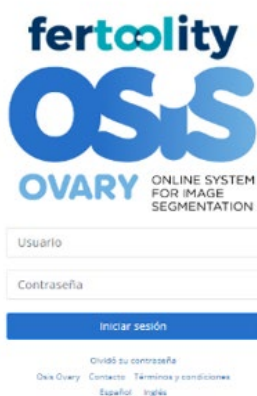 fertoolity
OSIS
OVARY
ONLINE SYSTEM
FOR IMAGE
SEGMENTATION
Usuario
Contraseña
Iniciar sesión
Olvidó su contraseña
Osis Ovary Contacto Términos y condiciones
Español Inglés